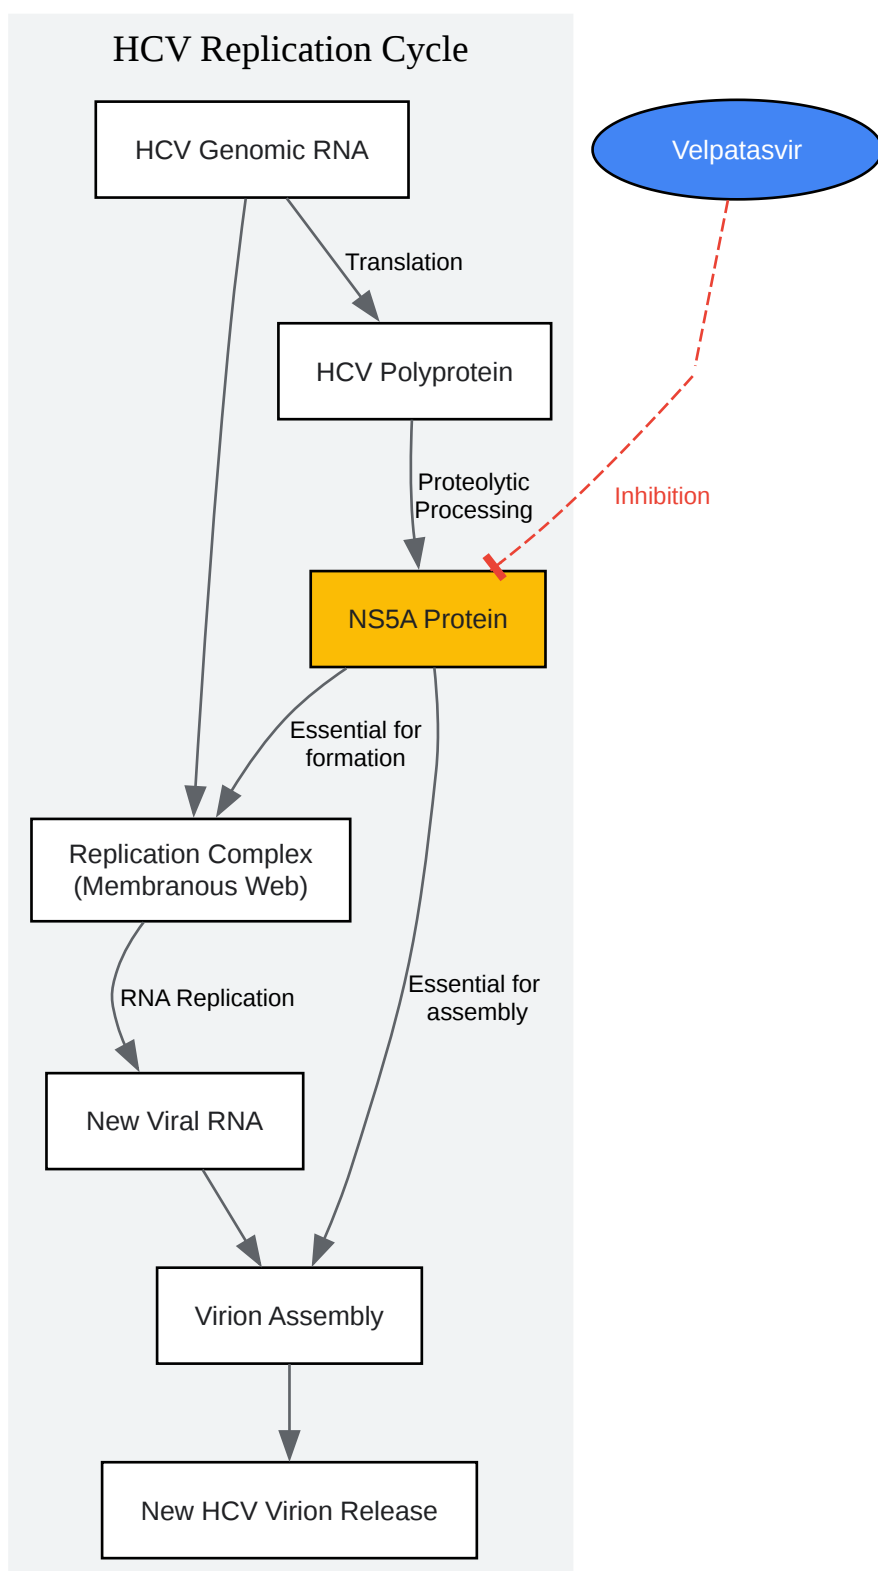 HCV Replication Cycle
HCV Genomic RNA
Velpatasvir
Translation
HCV Polyprotein
Proteolytic
Processing
Inhibition
NS5A Protein
Essential for
formation
Replication Complex
(Membranous Web)
RNA Replication
Essential for
assembly
New Viral RNA
Virion Assembly
New HCV Virion Release